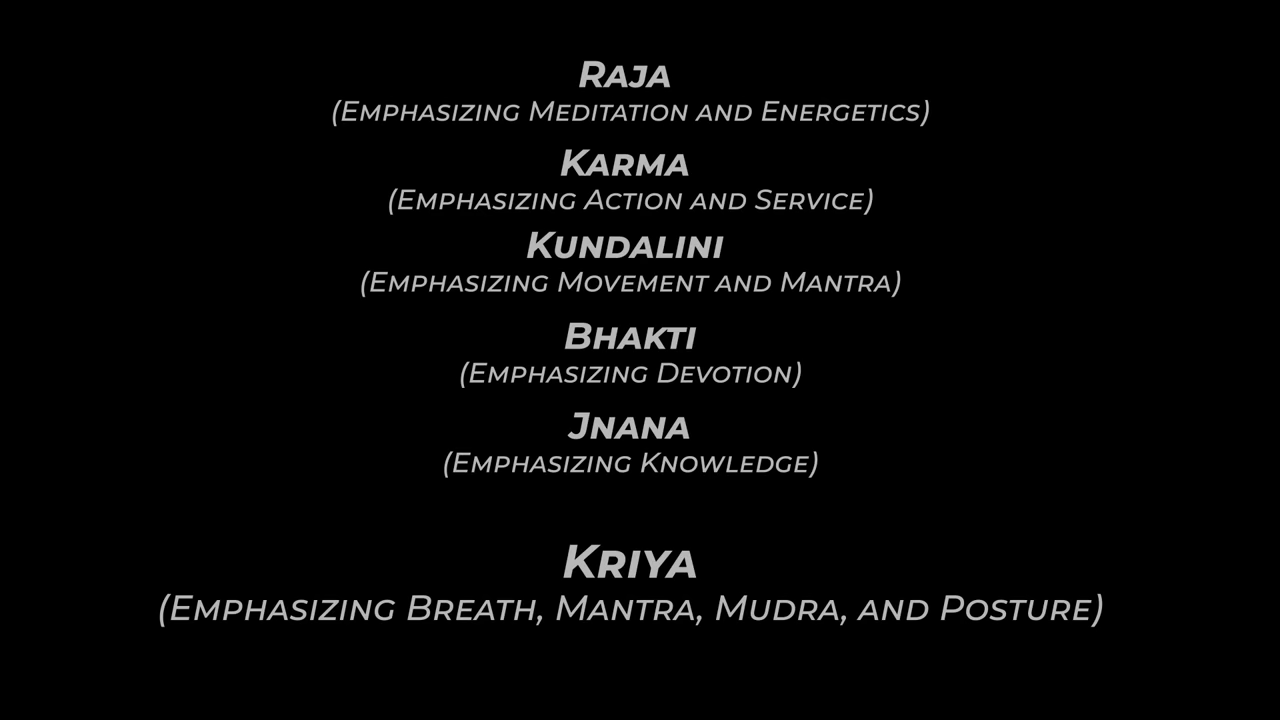 Raja
(Emphasizing Meditation and Energetics)
Karma
(Emphasizing Action and Service)
Kundalini
(Emphasizing Movement and Mantra)
Bhakti
(Emphasizing Devotion)
Jnana
(Emphasizing Knowledge)
Kriya
(Emphasizing Breath, Mantra, Mudra, and Posture)